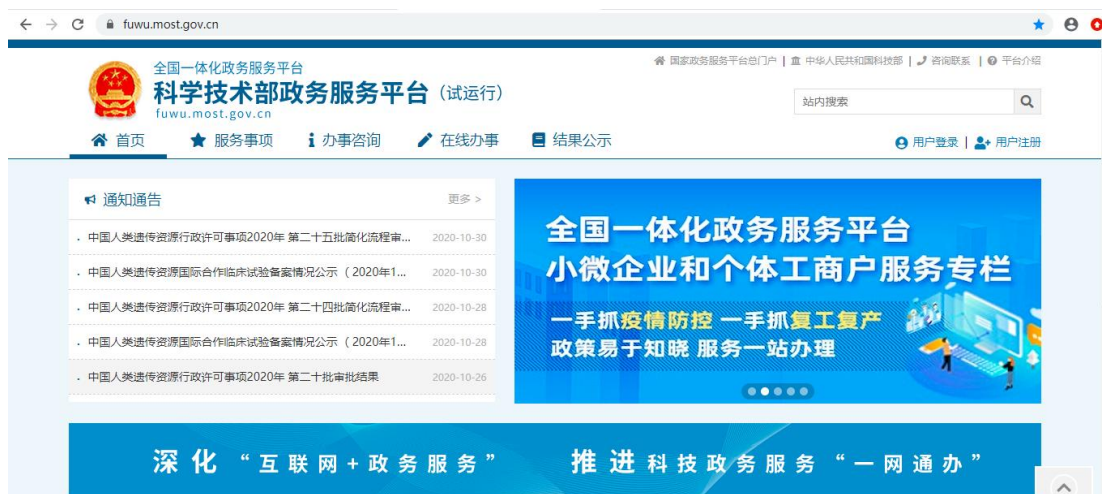 fuwu.most.gov.cn
国家政务服务平台总门户 | 中华人民共和国科技部 | 咨询联系 | 平台介绍
全国一体化政务服务平台
科学技术部政务服务平台（试运行）
fuwu.most.gov.cn
站内搜索
首页 服务事项 办事咨询 在线办事 结果公示 用户登录 | 用户注册
通知通告 更多 >
· 中国人类遗传资源行政许可事项2020年 第二十五批简化流程审... 2020-10-30
· 中国人类遗传资源国际合作临床试验备案情况公示（2020年1... 2020-10-30
· 中国人类遗传资源行政许可事项2020年 第二十四批简化流程审... 2020-10-28
· 中国人类遗传资源国际合作临床试验备案情况公示（2020年1... 2020-10-28
· 中国人类遗传资源行政许可事项2020年 第二十批审批结果 2020-10-26
全国一体化政务服务平台
小微企业和个体工商户服务专栏
一手抓疫情防控 一手抓复工复产
政策易于知晓 服务一站办理
深化“互联网+政务服务” 推进科技政务服务“一网通办”